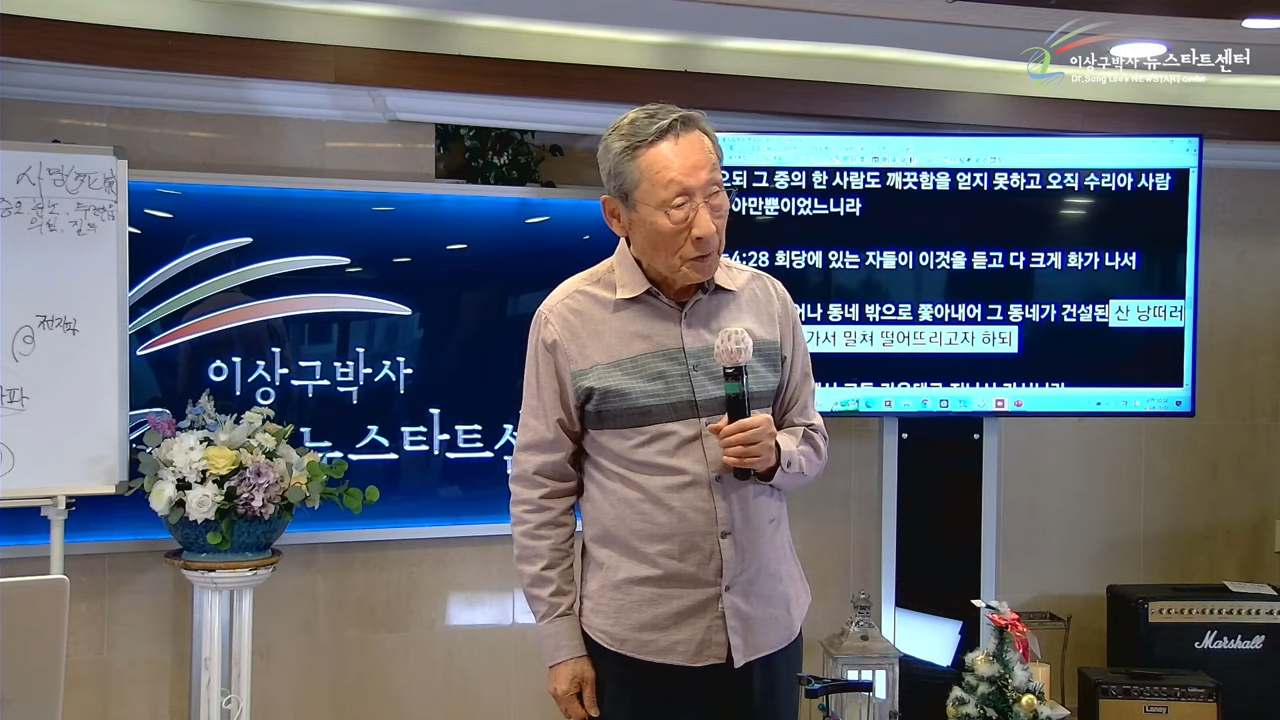 이상구박사 뉴스타트센터
Dr. Sang Lee's NEWSTART Center
되 그 중의 한 사람도 깨끗함을 얻지 못하고 오직 수리아 사람
아만뿐이었느니라
4:28 회당에 있는 자들이 이것을 듣고 다 크게 화가 나서
어나 동네 밖으로 쫓아내어 그 동네가 건설된 산 낭떠러
가서 밀쳐 떨어뜨리고자 하되
이상구박사
뉴스타트센
전자파
Marshall
Laney